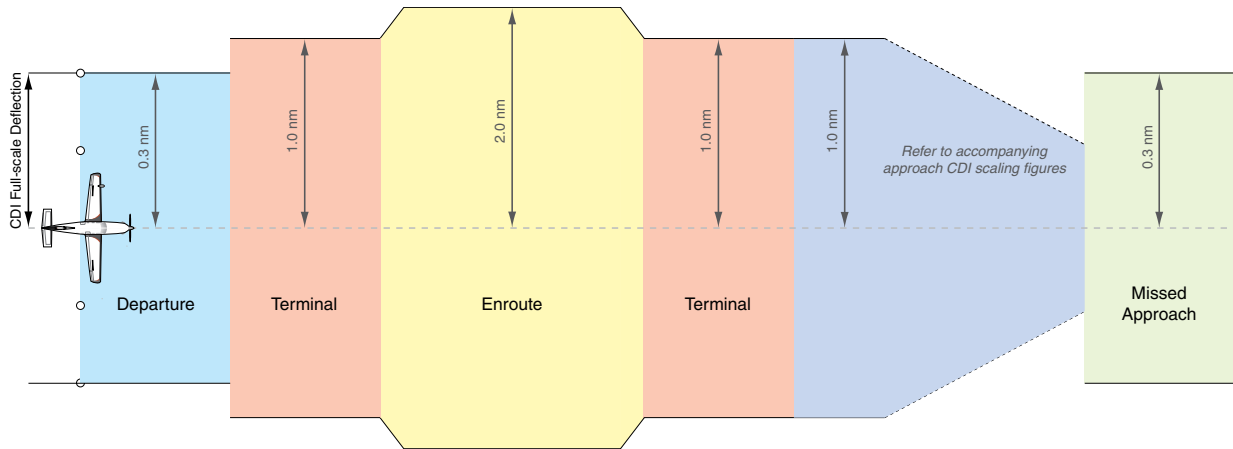 CDI Full-scale Deflection
0.3 nm
1.0 nm
2.0 nm
1.0 nm
1.0 nm
Refer to accompanying
approach CDI scaling figures
0.3 nm
Departure
Terminal
Enroute
Terminal
Missed
Approach